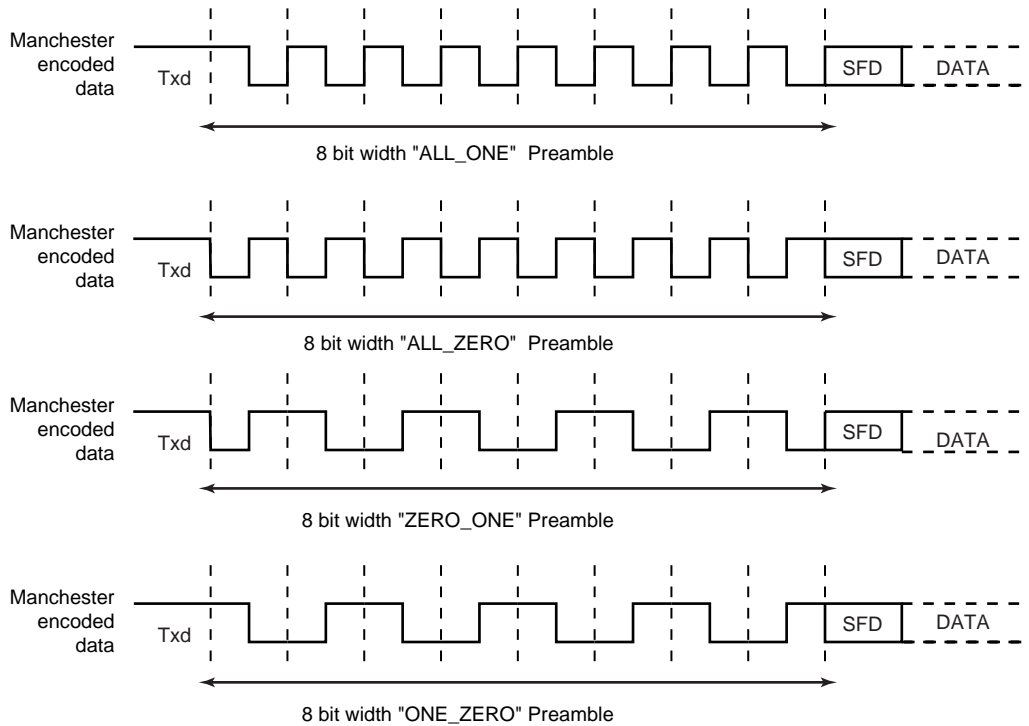 Manchester
encoded
data
Txd
SFD
DATA
8 bit width "ALL_ONE" Preamble
Manchester
encoded
data
Txd
SFD
DATA
8 bit width "ALL_ZERO" Preamble
Manchester
encoded
data
Txd
SFD
DATA
8 bit width "ZERO_ONE" Preamble
Manchester
encoded
data
Txd
SFD
DATA
8 bit width "ONE_ZERO" Preamble